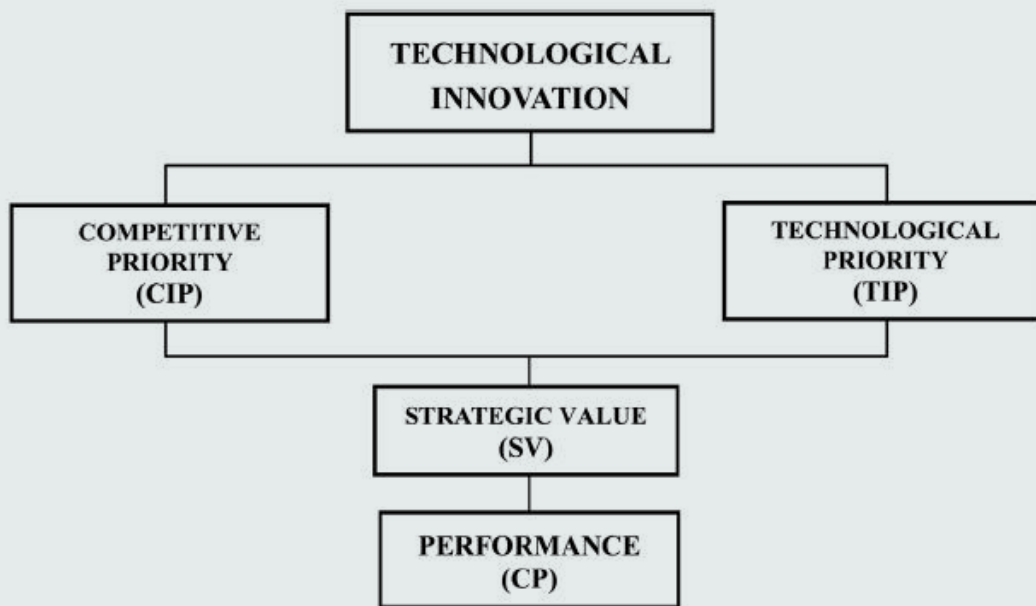 TECHNOLOGICAL
INNOVATION
COMPETITIVE
PRIORITY
(CIP)
TECHNOLOGICAL
PRIORITY
(TIP)
STRATEGIC VALUE
(SV)
PERFORMANCE
(CP)